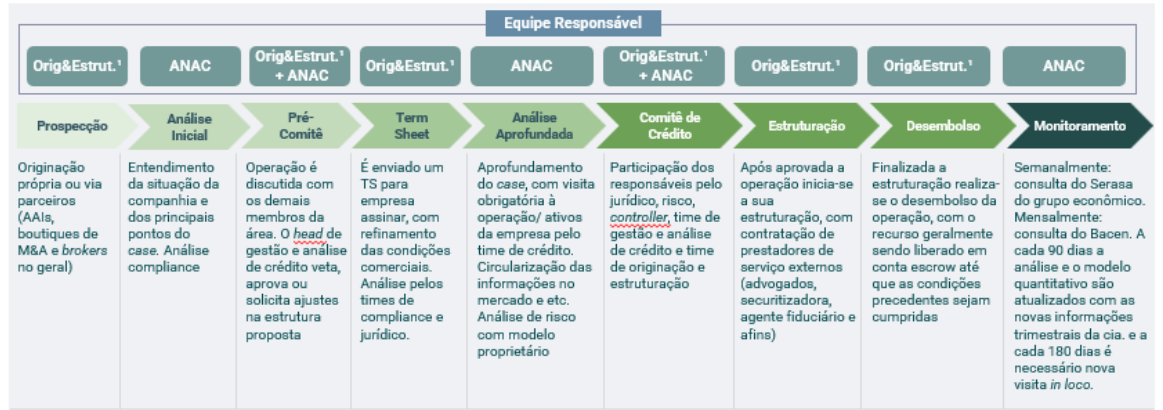 Equipe Responsável
Orig&Estrut.¹
ANAC
Orig&Estrut.¹
+ ANAC
Orig&Estrut.¹
ANAC
Orig&Estrut.¹
+ ANAC
Orig&Estrut.¹
Orig&Estrut.¹
ANAC
Prospecção
Análise
Inicial
Pré-
Comitê
Term
Sheet
Análise
Aprofundada
Comitê de
Crédito
Estruturação
Desembolso
Monitoramento
Originação
própria ou via
parceiros
(AAIs,
boutiques de
M&A e brokers
no geral)
Entendimento
da situação da
companhia e
dos principais
pontos do
case. Análise
compliance
Operação é
discutida com
os demais
membros da
área. O head de
gestão e análise
de crédito veta,
aprova ou
solicita ajustes
na estrutura
proposta
É enviado um
TS para
empresa
assinar, com
refinamento
das condições
comerciais.
Análise pelos
times de
compliance e
jurídico.
Aprofundamento
do case, com visita
obrigatória à
operação/ ativos
da empresa pelo
time de crédito.
Circularização das
informações no
mercado e etc.
Análise de risco
com modelo
proprietário
Participação dos
responsáveis pelo
jurídico, risco,
controller, time de
gestão e análise
de crédito e time
de originação e
estruturação
Após aprovada a
operação inicia-se
a sua
estruturação, com
contratação de
prestadores de
serviço externos
(advogados,
securitizadora,
agente fiduciário e
afins)
Finalizada a
estruturação realiza-
se o desembolso da
operação, com o
recurso geralmente
sendo liberado em
conta escrow até
que as condições
precedentes sejam
cumpridas
Semanalmente:
consulta do Serasa
do grupo econômico.
Mensalmente:
consulta do Bacen. A
cada 90 dias a
análise e o modelo
quantitativo são
atualizados com as
novas informações
trimestrais da cia. e a
cada 180 dias é
necessário nova
visita in loco.